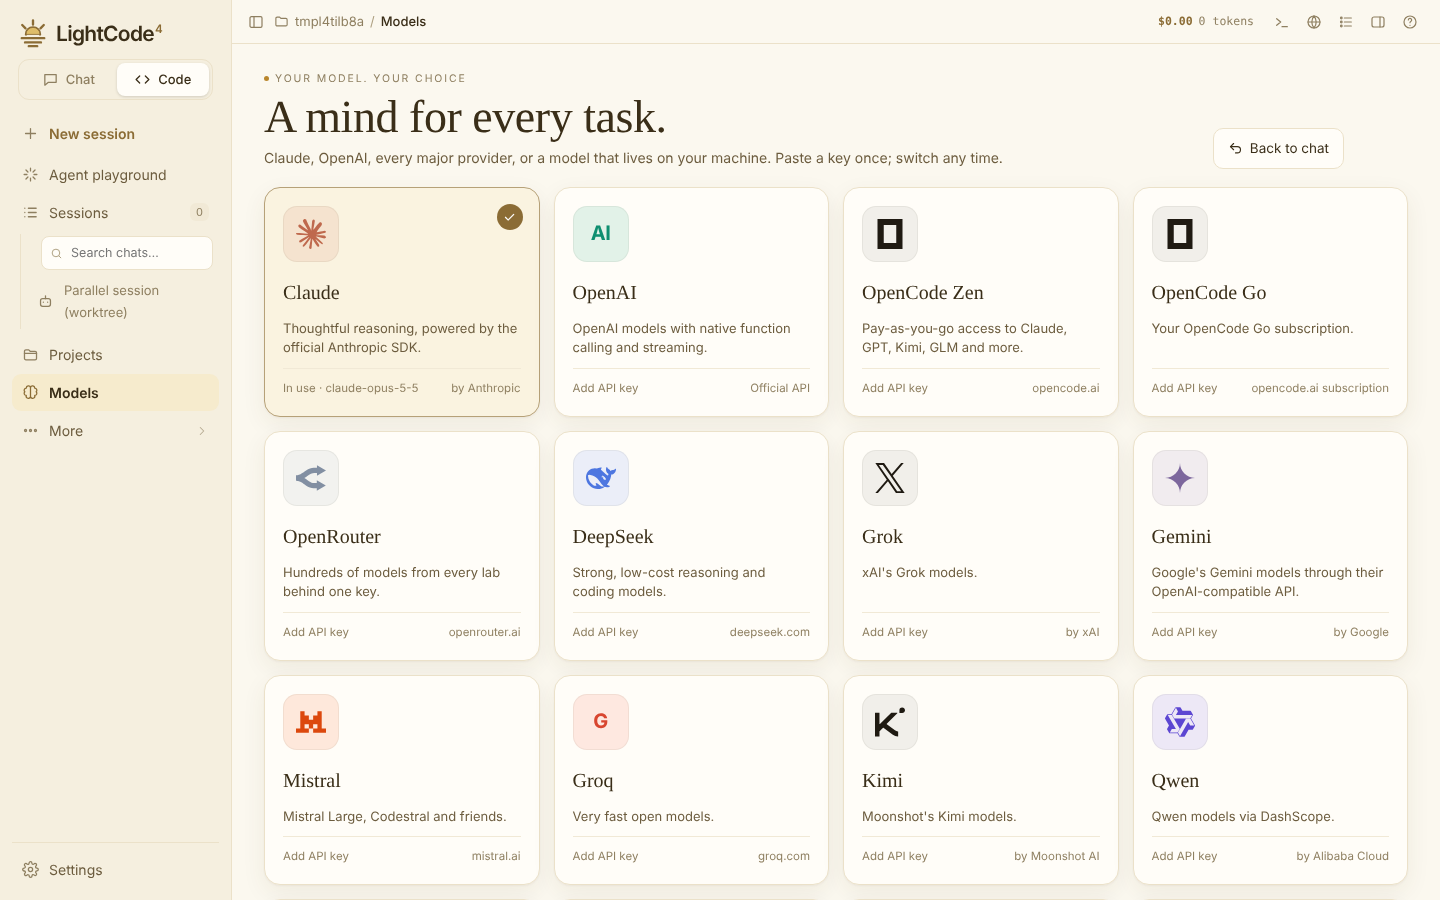 LightCode4
Chat
Code
New session
Agent playground
Sessions
0
Search chats...
Parallel session
(worktree)
Projects
Models
More
Settings
tmpl4tilb8a / Models
$0.00 0 tokens
YOUR MODEL. YOUR CHOICE
A mind for every task.
Claude, OpenAI, every major provider, or a model that lives on your machine. Paste a key once; switch any time.
Back to chat
Claude
Thoughtful reasoning, powered by the
official Anthropic SDK.
In use · claude-opus-5-5
by Anthropic
AI
OpenAI
OpenAI models with native function
calling and streaming.
Add API key
Official API
OpenCode Zen
Pay-as-you-go access to Claude,
GPT, Kimi, GLM and more.
Add API key
opencode.ai
OpenCode Go
Your OpenCode Go subscription.
Add API key
opencode.ai subscription
OpenRouter
Hundreds of models from every lab
behind one key.
Add API key
openrouter.ai
DeepSeek
Strong, low-cost reasoning and
coding models.
Add API key
deepseek.com
Grok
xAI's Grok models.
Add API key
by xAI
Gemini
Google's Gemini models through their
OpenAI-compatible API.
Add API key
by Google
Mistral
Mistral Large, Codestral and friends.
Add API key
mistral.ai
G
Groq
Very fast open models.
Add API key
groq.com
K
Kimi
Moonshot's Kimi models.
Add API key
by Moonshot AI
Qwen
Qwen models via DashScope.
Add API key
by Alibaba Cloud